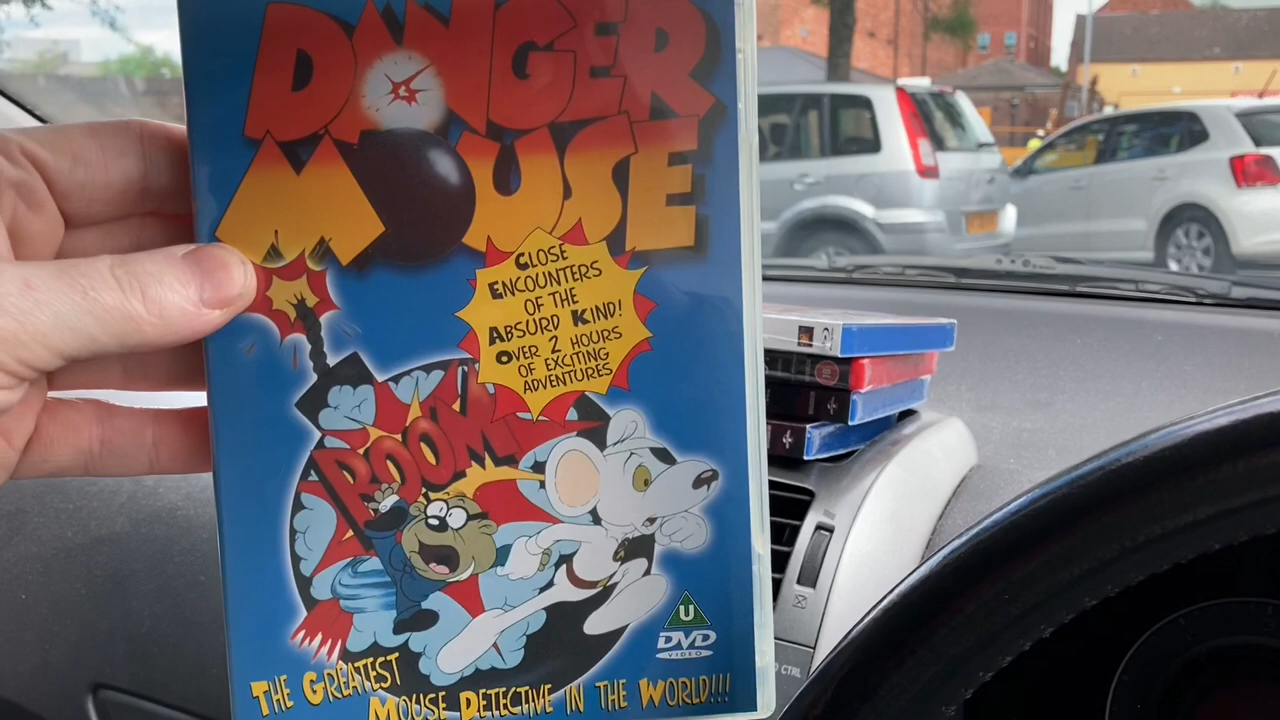 DANGER
MOUSE
CLOSE
ENCOUNTERS
OF THE
ABSURD KIND!
OVER 2 HOURS
OF EXCITING
ADVENTURES
BOOM
U
DVD
VIDEO
THE GREATEST
MOUSE DETECTIVE IN THE WORLD!!!
CTRL